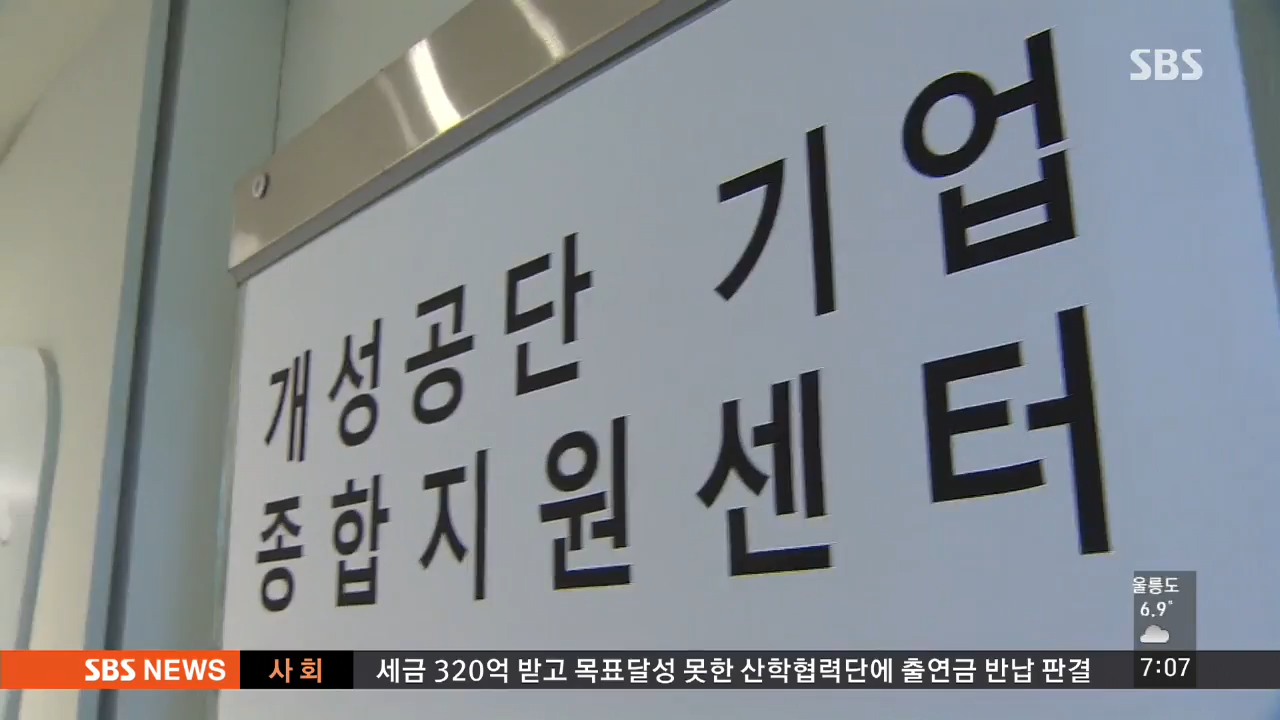 SBS
개성공단 기업
종합지원센터
울릉도
6.9°
SBS NEWS 사회 세금 320억 받고 목표달성 못한 산학협력단에 출연금 반납 판결 7:07